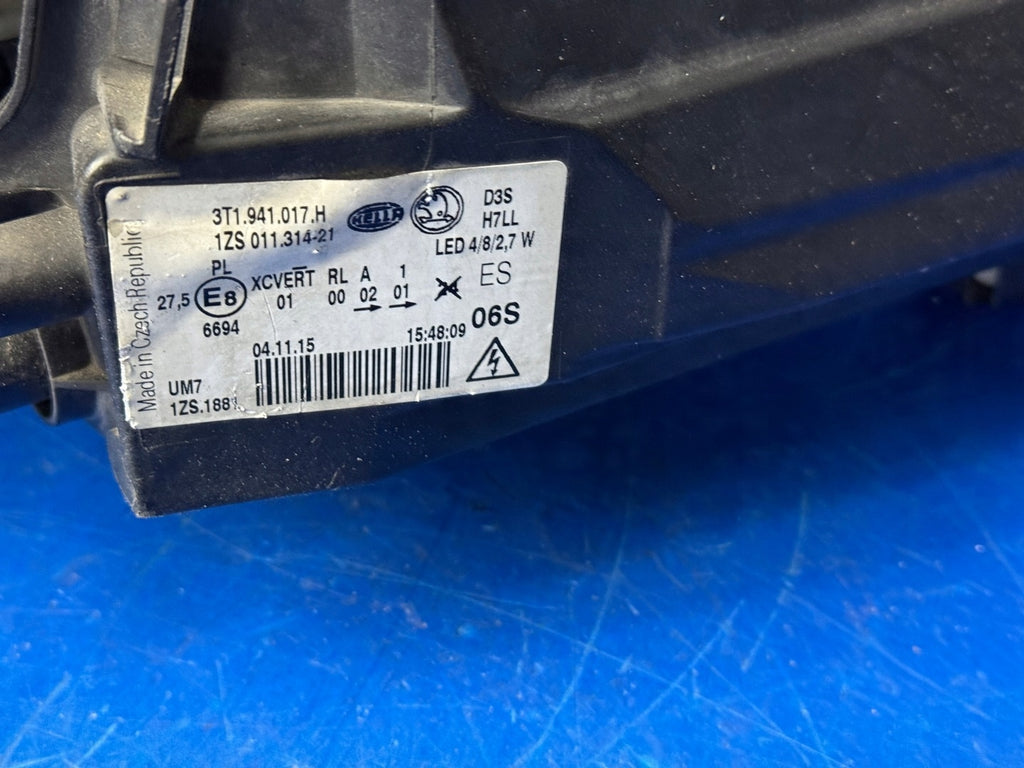 3T1.941.017.H HELLA D3S
1ZS 011.314-21 H7LL
LED 4/8/2,7 W
PL
27,5 E8 XCVERT RL A 1 ES
01 00 02 01
6694 06S
04.11.15 15:48:09
UM7
1ZS.188
Made in Czech Republic